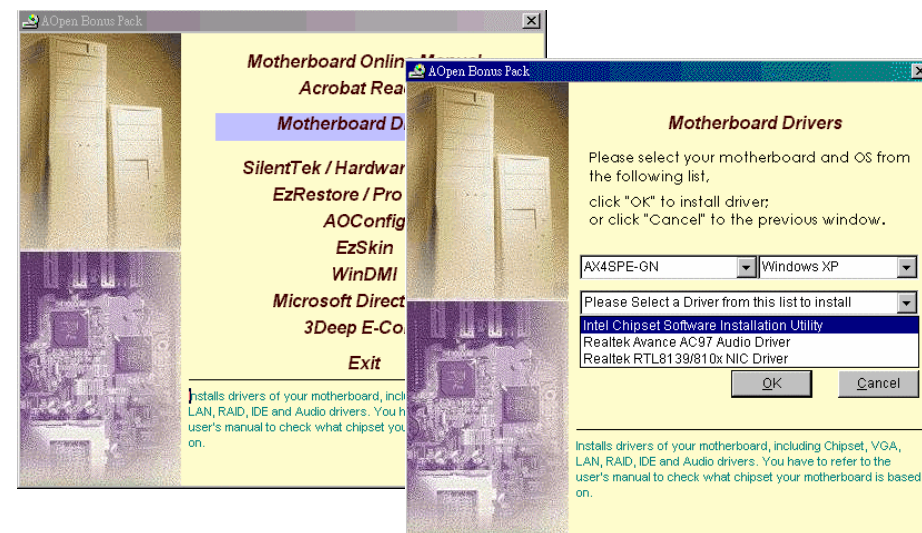 AOpen Bonus Pack
Motherboard Onlin
Acrobat Rea
Motherboard D
SilentTek / Hardwar
EzRestore / Pro
AOConfig
EzSkin
WinDMI
Microsoft Direct
3Deep E-Co
Exit
Installs drivers of your motherboard, incl
LAN, RAID, IDE and Audio drivers. You h
user's manual to check what chipset you
on.
AOpen Bonus Pack
Motherboard Drivers
Please select your motherboard and OS from
the following list,
click "OK" to install driver;
or click "Cancel" to the previous window.
AX4SPE-GN Windows XP
Please Select a Driver from this list to install
Intel Chipset Software Installation Utility
Realtek Avance AC97 Audio Driver
Realtek RTL8139/810x NIC Driver
OK Cancel
Installs drivers of your motherboard, including Chipset, VGA,
LAN, RAID, IDE and Audio drivers. You have to refer to the
user's manual to check what chipset your motherboard is based
on.